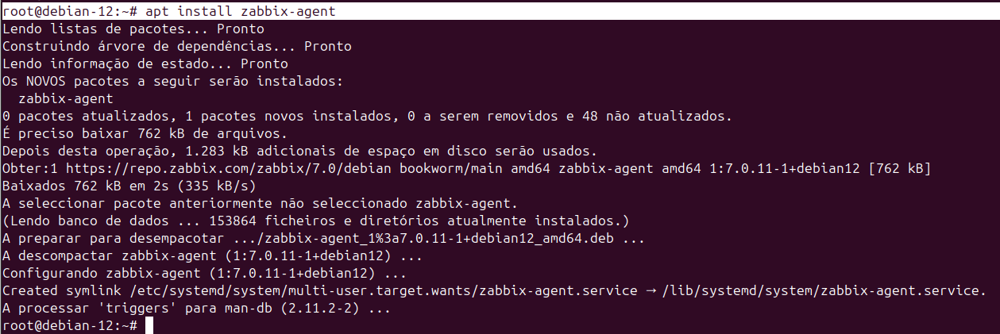 root@debian-12:~# apt install zabbix-agent
Lendo listas de pacotes... Pronto
Construindo árvore de dependências... Pronto
Lendo informação de estado... Pronto
Os NOVOS pacotes a seguir serão instalados:
  zabbix-agent
0 pacotes atualizados, 1 pacotes novos instalados, 0 a serem removidos e 48 não atualizados.
É preciso baixar 762 kB de arquivos.
Depois desta operação, 1.283 kB adicionais de espaço em disco serão usados.
Obter:1 https://repo.zabbix.com/zabbix/7.0/debian bookworm/main amd64 zabbix-agent amd64 1:7.0.11-1+debian12 [762 kB]
Baixados 762 kB em 2s (335 kB/s)
A seleccionar pacote anteriormente não seleccionado zabbix-agent.
(Lendo banco de dados ... 153864 ficheiros e diretórios atualmente instalados.)
A preparar para desempacotar .../zabbix-agent_1%3a7.0.11-1+debian12_amd64.deb ...
A descompactar zabbix-agent (1:7.0.11-1+debian12) ...
Configurando zabbix-agent (1:7.0.11-1+debian12) ...
Created symlink /etc/systemd/system/multi-user.target.wants/zabbix-agent.service → /lib/systemd/system/zabbix-agent.service.
A processar 'triggers' para man-db (2.11.2-2) ...
root@debian-12:~#